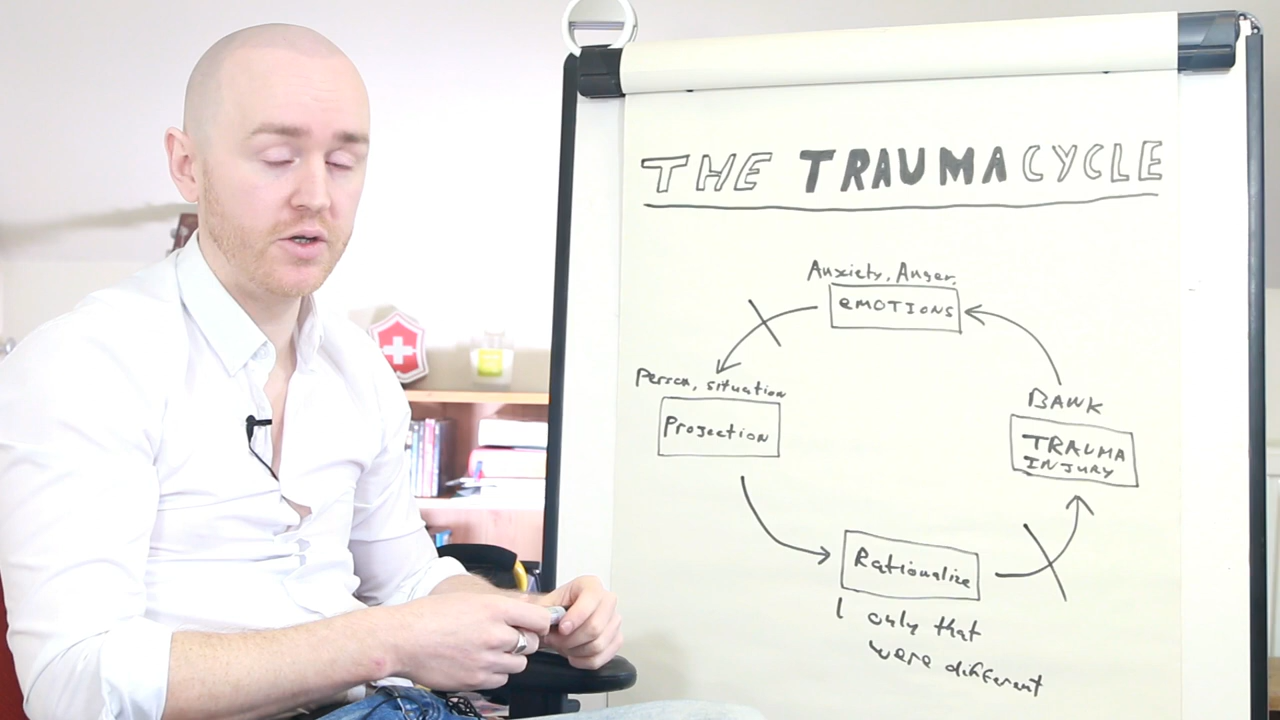 THE TRAUMA CYCLE
Anxiety, Anger,
eMOTIONS
Person, situation
Projection
BANK
TRAUMA
INJURY
Rationalize
I only that
were different